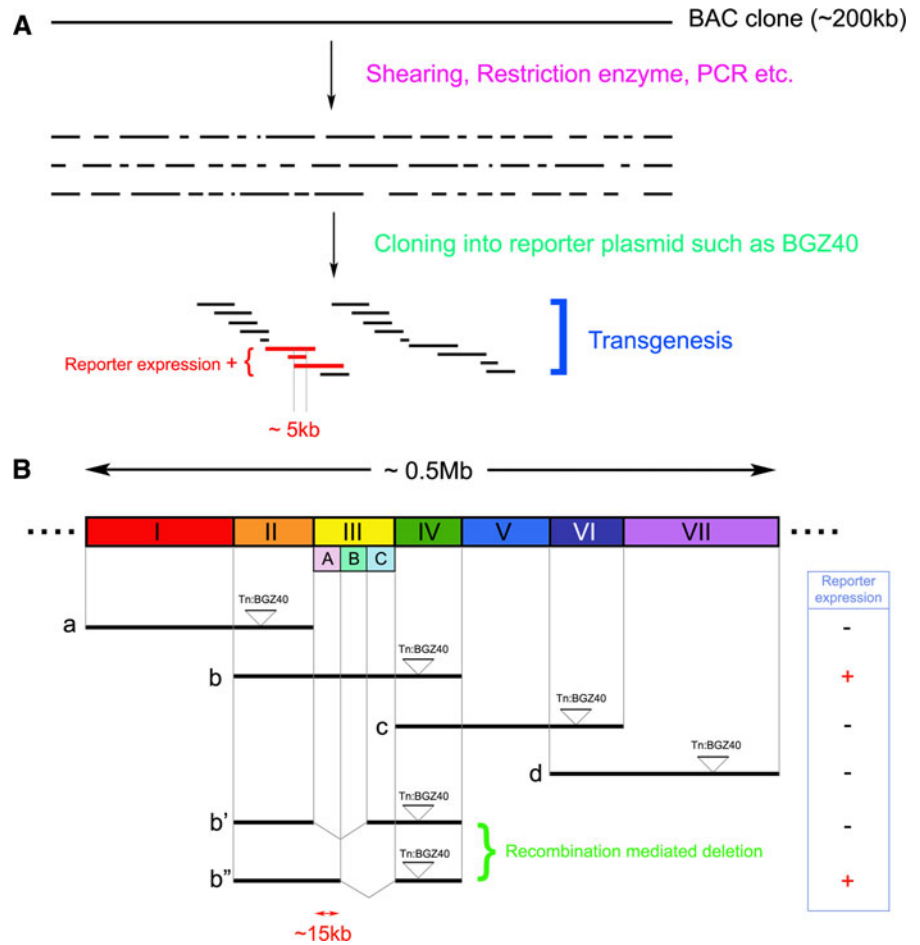 A
BAC clone (~200kb)
Shearing, Restriction enzyme, PCR etc.
Cloning into reporter plasmid such as BGZ40
Transgenesis
Reporter expression +
~ 5kb
B
~ 0.5Mb
I II III IV V VI VII
A B C
Reporter
expression
a Tn:BGZ40 -
b Tn:BGZ40 +
c Tn:BGZ40 -
d Tn:BGZ40 -
b' Tn:BGZ40 -
Recombination mediated deletion
b" Tn:BGZ40 +
~15kb